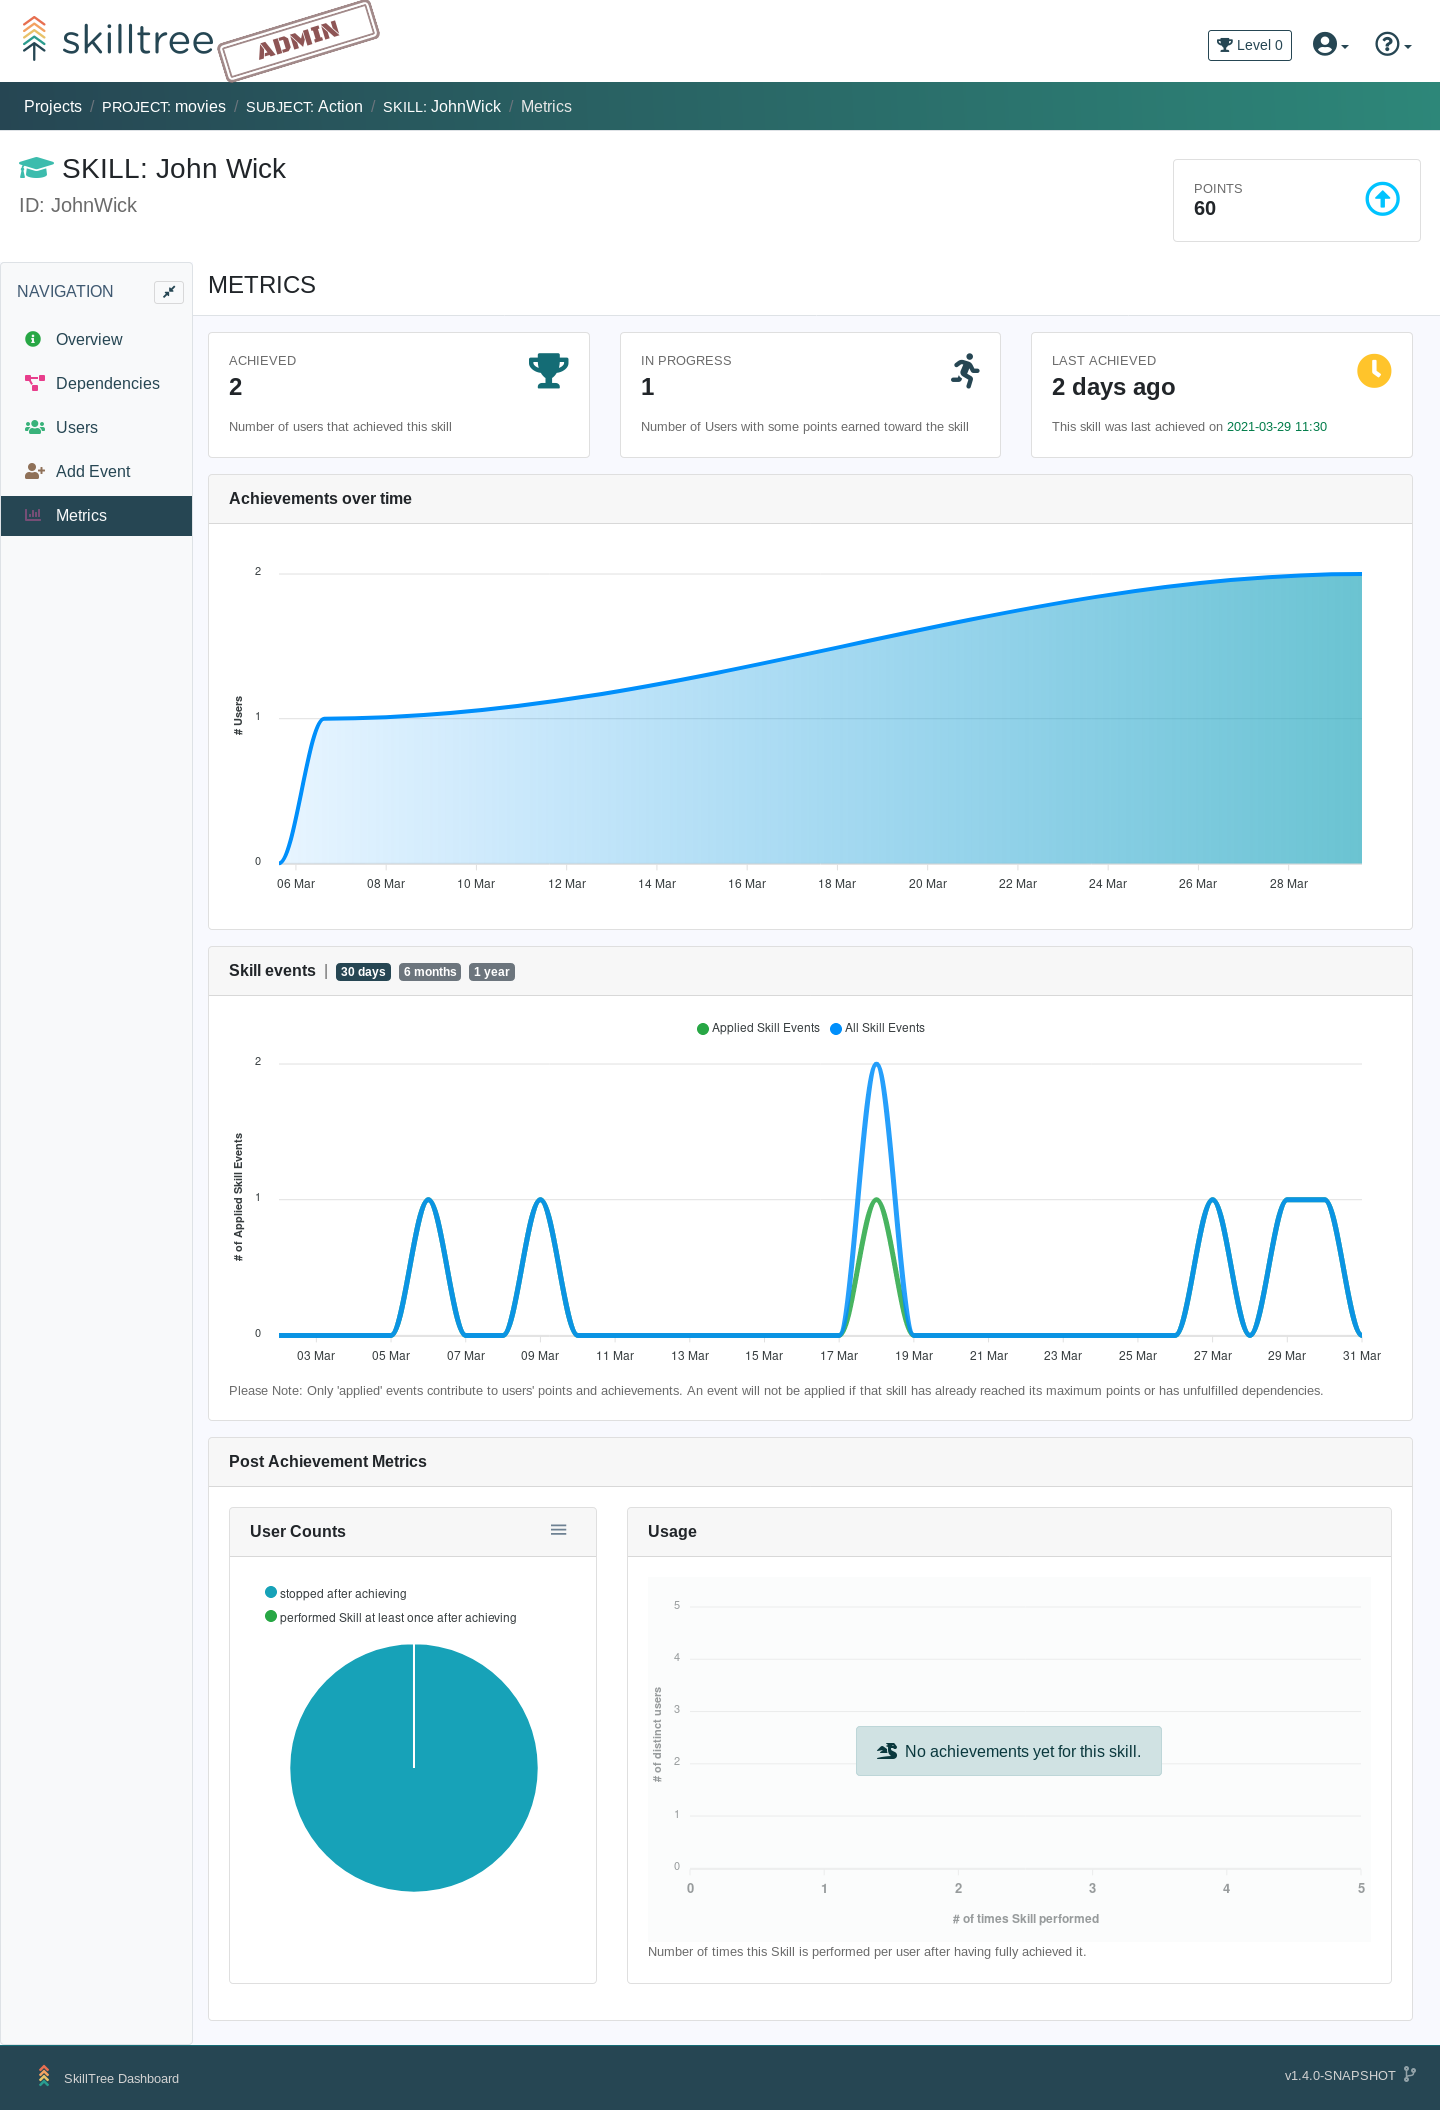 skilltree
ADMIN
Level 0
Projects / PROJECT: movies / SUBJECT: Action / SKILL: JohnWick / Metrics
SKILL: John Wick
ID: JohnWick
POINTS
60
NAVIGATION
Overview
Dependencies
Users
Add Event
Metrics
METRICS
ACHIEVED
2
Number of users that achieved this skill
IN PROGRESS
1
Number of Users with some points earned toward the skill
LAST ACHIEVED
2 days ago
This skill was last achieved on 2021-03-29 11:30
Achievements over time
2
1
0
# Users
06 Mar 08 Mar 10 Mar 12 Mar 14 Mar 16 Mar 18 Mar 20 Mar 22 Mar 24 Mar 26 Mar 28 Mar
Skill events | 30 days 6 months 1 year
Applied Skill Events All Skill Events
2
1
0
# of Applied Skill Events
03 Mar 05 Mar 07 Mar 09 Mar 11 Mar 13 Mar 15 Mar 17 Mar 19 Mar 21 Mar 23 Mar 25 Mar 27 Mar 29 Mar 31 Mar
Please Note: Only 'applied' events contribute to users' points and achievements. An event will not be applied if that skill has already reached its maximum points or has unfulfilled dependencies.
Post Achievement Metrics
User Counts
stopped after achieving
performed Skill at least once after achieving
Usage
5
4
3
2
1
0
# of distinct users
No achievements yet for this skill.
0 1 2 3 4 5
# of times Skill performed
Number of times this Skill is performed per user after having fully achieved it.
SkillTree Dashboard
v1.4.0-SNAPSHOT